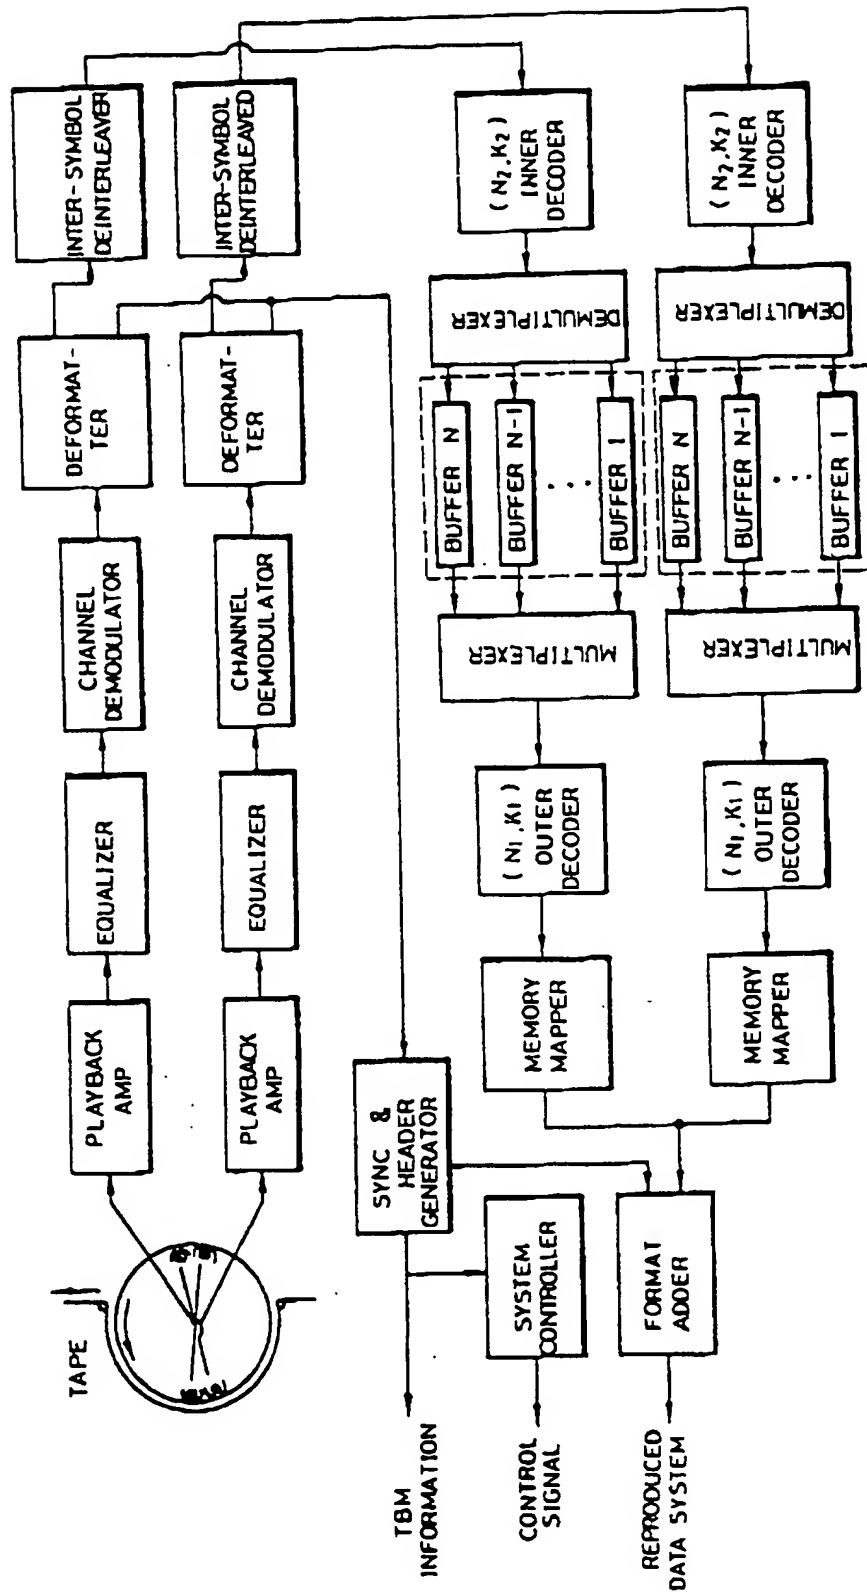 TAPE
PLAYBACK
AMP
EQUALIZER
CHANNEL
DEMODULATOR
DEFORMAT-
TER
INTER-SYMBOL
DEINTERLEAVER
PLAYBACK
AMP
EQUALIZER
CHANNEL
DEMODULATOR
DEFORMAT-
TER
INTER-SYMBOL
DEINTERLEAVED
SYNC &
HEADER
GENERATOR
TBM
INFORMATION
SYSTEM
CONTROLLER
CONTROL
SIGNAL
FORMAT
ADDER
REPRODUCED
DATA SYSTEM
MEMORY
MAPPER
(N1,K1)
OUTER
DECODER
MULTIPLEXER
BUFFER N
BUFFER N-1
...
BUFFER 1
DEMULTIPLEXER
(N2,K2)
INNER
DECODER
MEMORY
MAPPER
(N1,K1)
OUTER
DECODER
MULTIPLEXER
BUFFER N
BUFFER N-1
...
BUFFER 1
DEMULTIPLEXER
(N2,K2)
INNER
DECODER